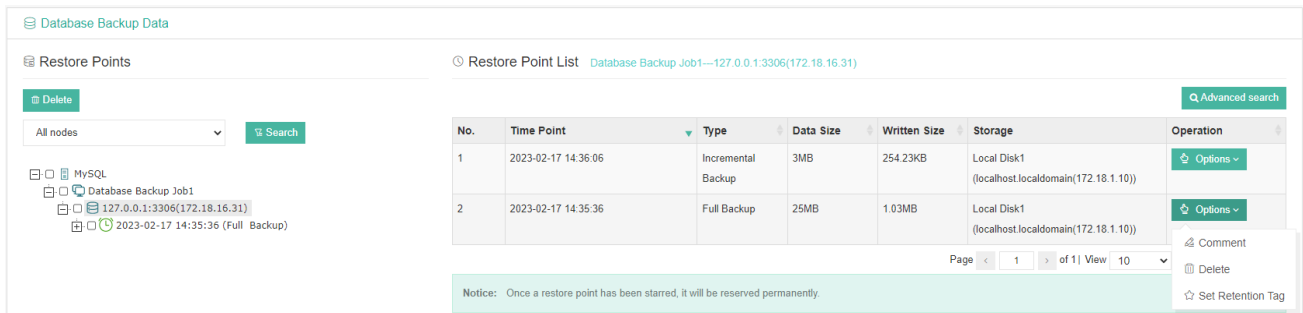 Database Backup Data
Restore Points
Delete
All nodes
Search
MySQL
Database Backup Job1
127.0.0.1:3306(172.18.16.31)
2023-02-17 14:35:36 (Full Backup)
Restore Point List Database Backup Job1—127.0.0.1:3306(172.18.16.31)
Advanced search
No. Time Point Type Data Size Written Size Storage Operation
1 2023-02-17 14:36:06 Incremental 3MB 254.23KB Local Disk1 Options
Backup (localhost.localdomain(172.18.1.10))
2 2023-02-17 14:35:36 Full Backup 25MB 1.03MB Local Disk1 Options
(localhost.localdomain(172.18.1.10))
Comment
Delete
Set Retention Tag
Page < 1 > of 1| View 10
Notice: Once a restore point has been starred, it will be reserved permanently.